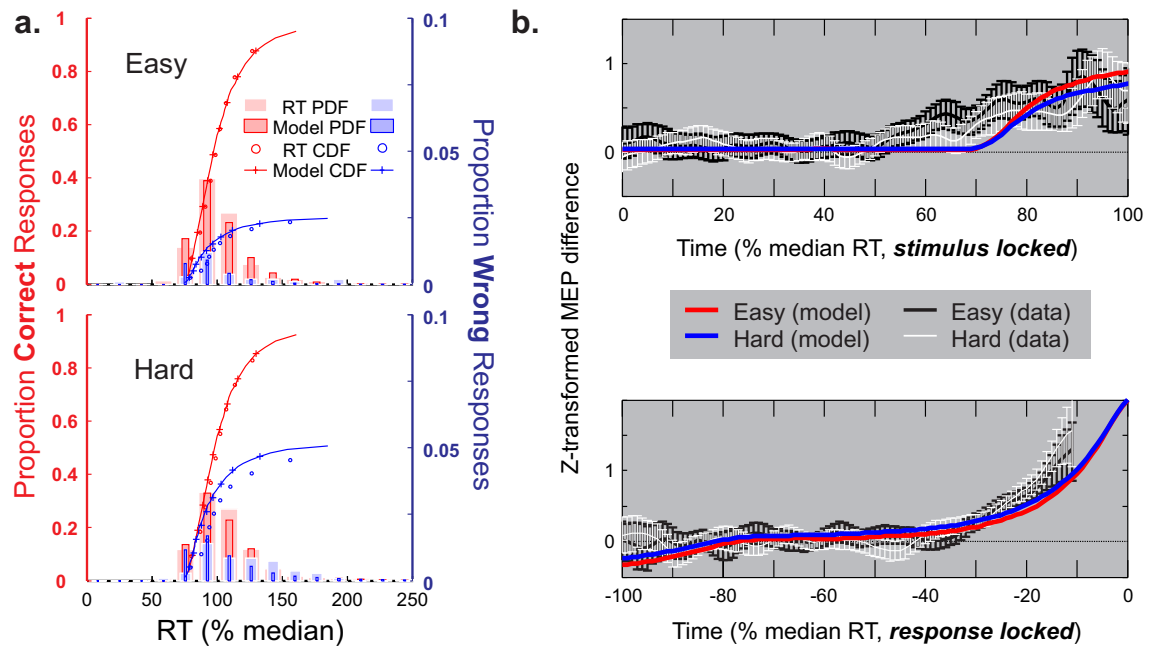 a.
Proportion Correct Responses
1
0.8
0.6
0.4
0.2
0
Easy
RT PDF
Model PDF
RT CDF
Model CDF
0.1
0.05
0
Proportion Wrong Responses
1
0.8
0.6
0.4
0.2
0
Hard
0.1
0.05
0
0 50 100 150 200 250
RT (% median)
b.
Z-transformed MEP difference
1
0
0 20 40 60 80 100
Time (% median RT, stimulus locked)
Easy (model) Easy (data)
Hard (model) Hard (data)
1
0
-100 -80 -60 -40 -20 0
Time (% median RT, response locked)